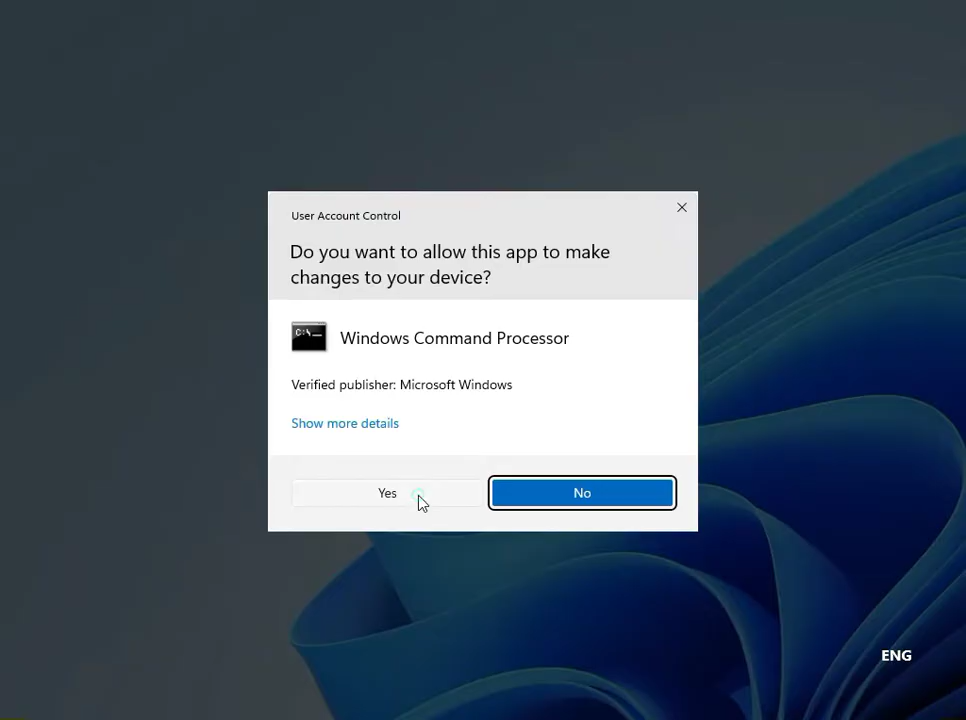 User Account Control
Do you want to allow this app to make
changes to your device?
C:\_
Windows Command Processor
Verified publisher: Microsoft Windows
Show more details
Yes
No
ENG